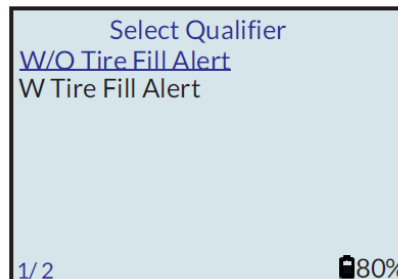 Select Qualifier
W/O Tire Fill Alert
W Tire Fill Alert
1/ 2
80%